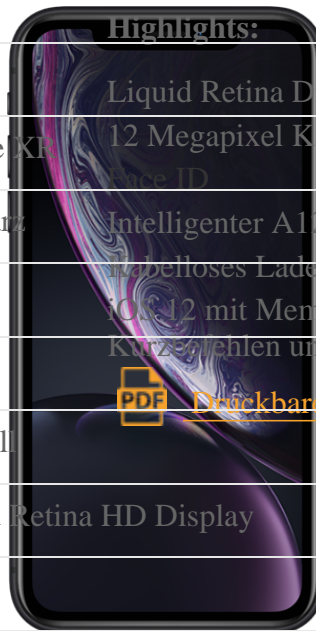 Highlights:
Liquid Retina D
12 Megapixel K
XR
Face ID
Intelligenter A1
Kabelloses Lade
iOS 12 mit Mem
Kurzbefehlen un
PDF Druckbare
Retina HD Display